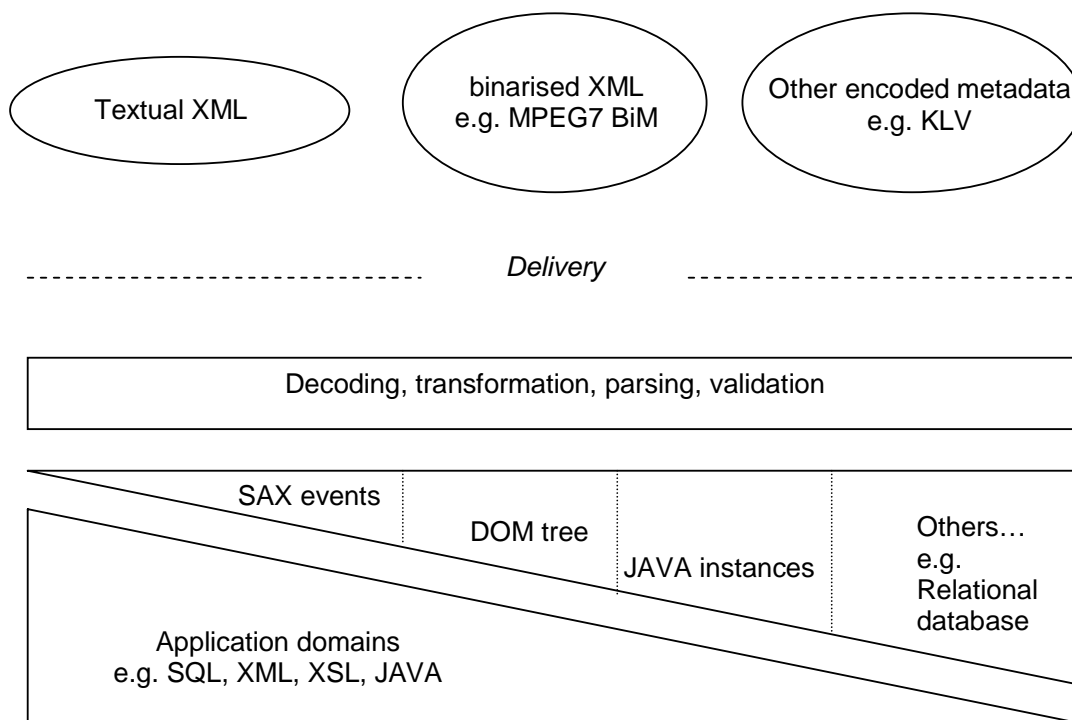 Textual XML
binarised XML
e.g. MPEG7 BiM
Other encoded metadata
e.g. KLV
Delivery
Decoding, transformation, parsing, validation
SAX events
DOM tree
JAVA instances
Others…
e.g.
Relational
database
Application domains
e.g. SQL, XML, XSL, JAVA